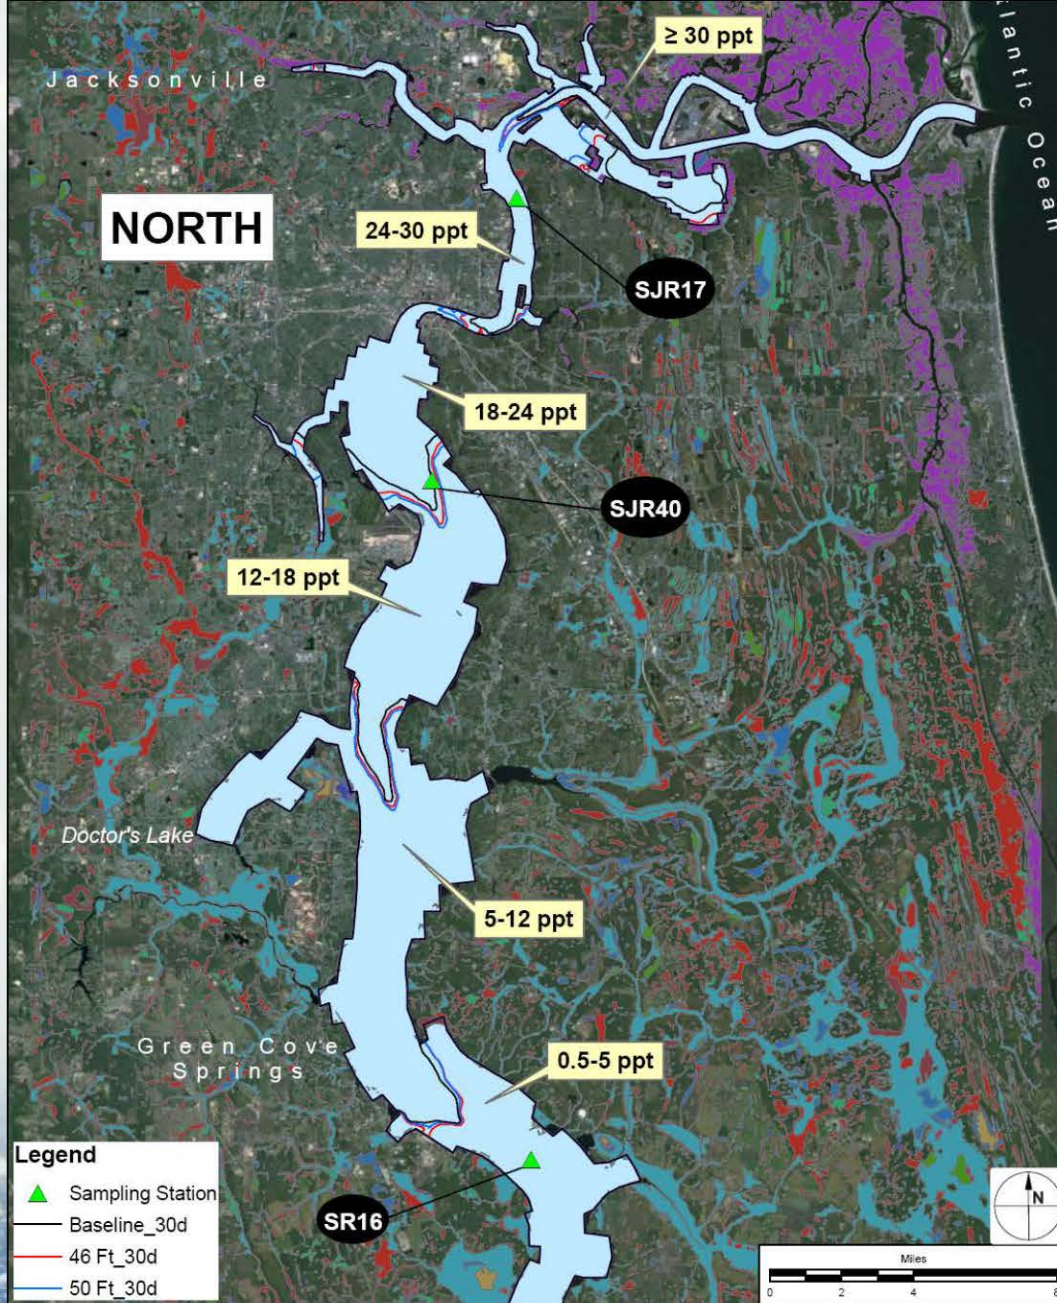 ≥ 30 ppt
Jacksonville
Atlantic Ocean
NORTH
24-30 ppt
SJR17
18-24 ppt
SJR40
12-18 ppt
Doctor's Lake
5-12 ppt
Green Cove
Springs
0.5-5 ppt
SR16
Legend
Sampling Station
Baseline_30d
46 Ft_30d
50 Ft_30d
N
Miles
0 2 4 8